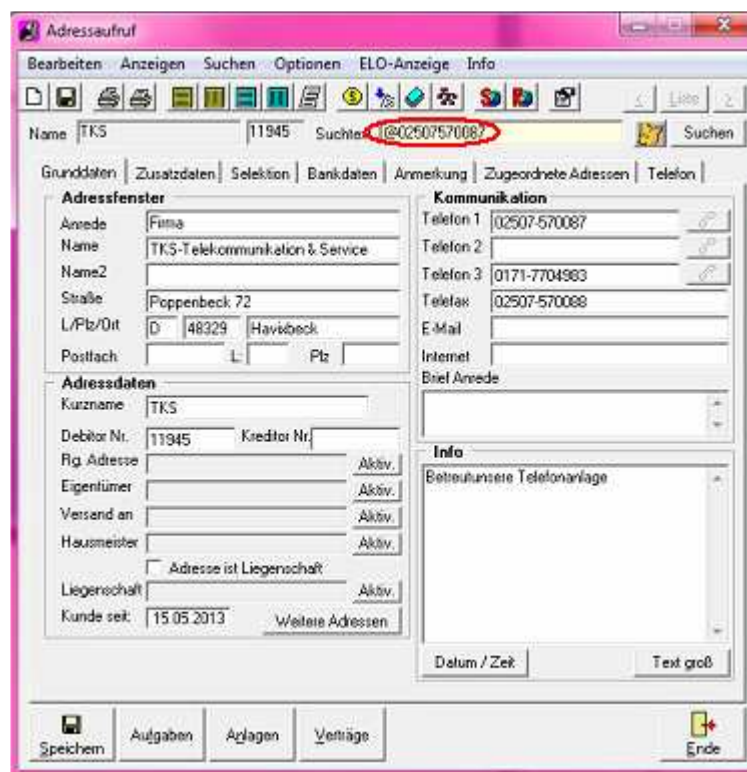 Adressaufruf
Bearbeiten Anzeigen Suchen Optionen ELO-Anzeige Info
< Liste >
Name TKS 11945 Suchtext @02507570087 Suchen
Grunddaten Zusatzdaten Selektion Bankdaten Anmerkung Zugeordnete Adressen Telefon
Adressfenster
Anrede Firma
Name TKS-Telekommunikation & Service
Name2
Straße Poppenbeck 72
L/Plz/Ort D 48329 Havixbeck
Postfach L: Plz
Adressdaten
Kurzname TKS
Debitor Nr. 11945 Kreditor Nr.
Rg. Adresse Aktiv.
Eigentümer Aktiv.
Versand an Aktiv.
Hausmeister Aktiv.
Adresse ist Liegenschaft
Liegenschaft Aktiv.
Kunde seit: 15.05.2013 Weitere Adressen
Kommunikation
Telefon 1 02507-570087
Telefon 2
Telefon 3 0171-7704983
Telefax 02507-570088
E-Mail
Internet
Brief Anrede
Info
Betreutunsere Telefonanlage
Datum / Zeit Text groß
Speichern Aufgaben Anlagen Verträge Ende